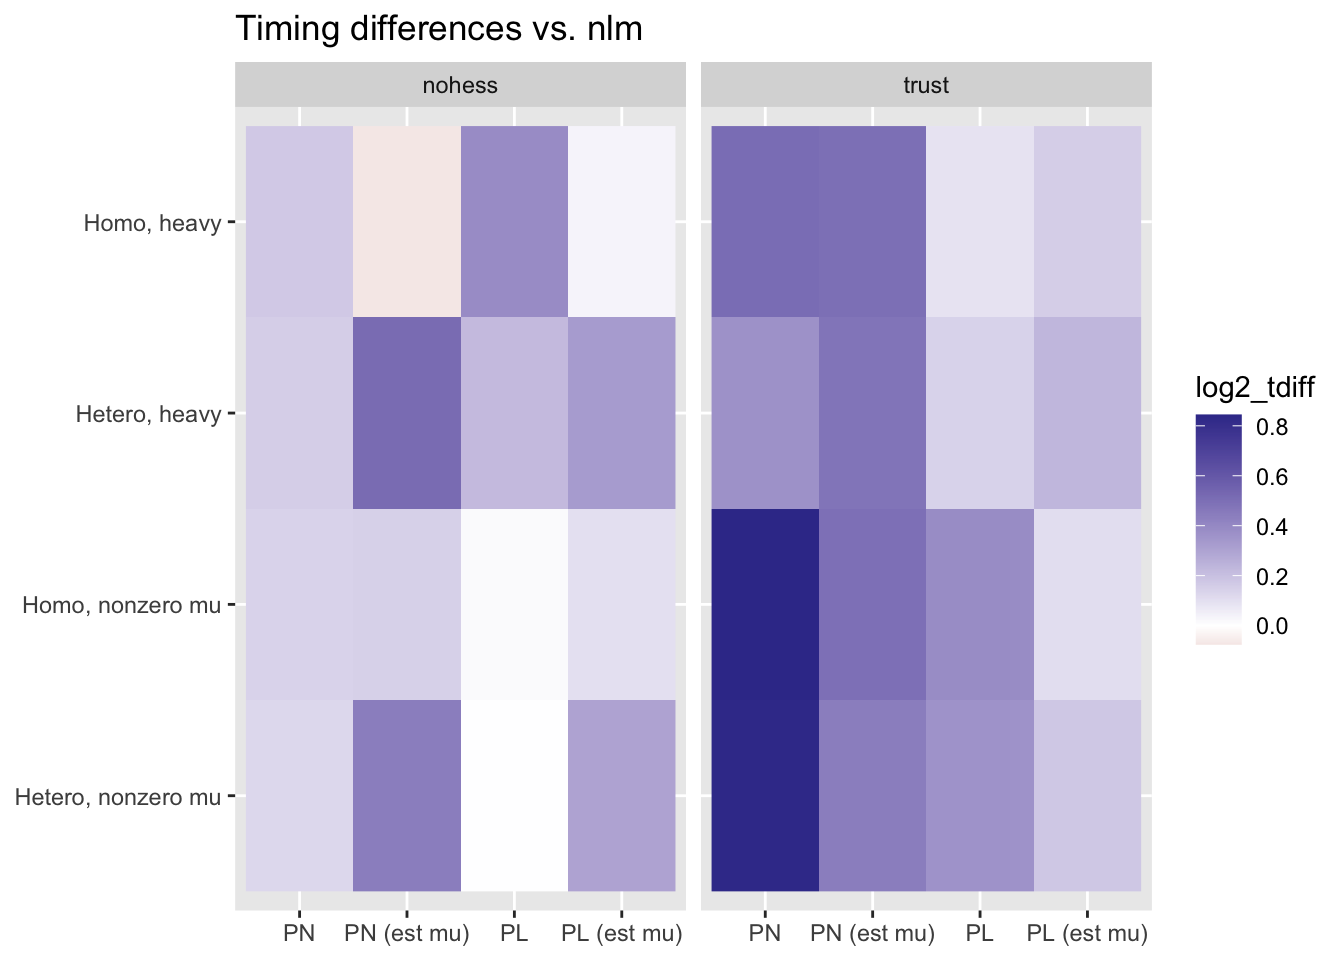 Timing differences vs. nlm
nohess
trust
Homo, heavy
Hetero, heavy
Homo, nonzero mu
Hetero, nonzero mu
PN
PN (est mu)
PL
PL (est mu)
PN
PN (est mu)
PL
PL (est mu)
log2_tdiff
0.8
0.6
0.4
0.2
0.0